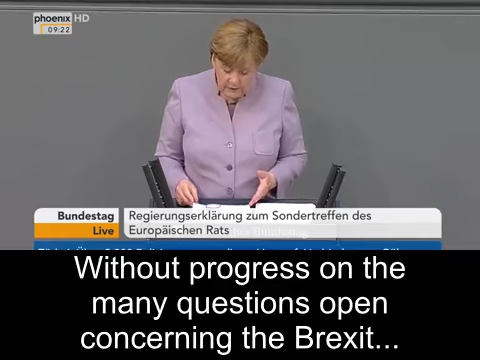 phoenix HD
09:22
Bundestag
Live
Regierungserklärung zum Sondertreffen des
Europäischen Rats
Without progress on the
many questions open
concerning the Brexit...